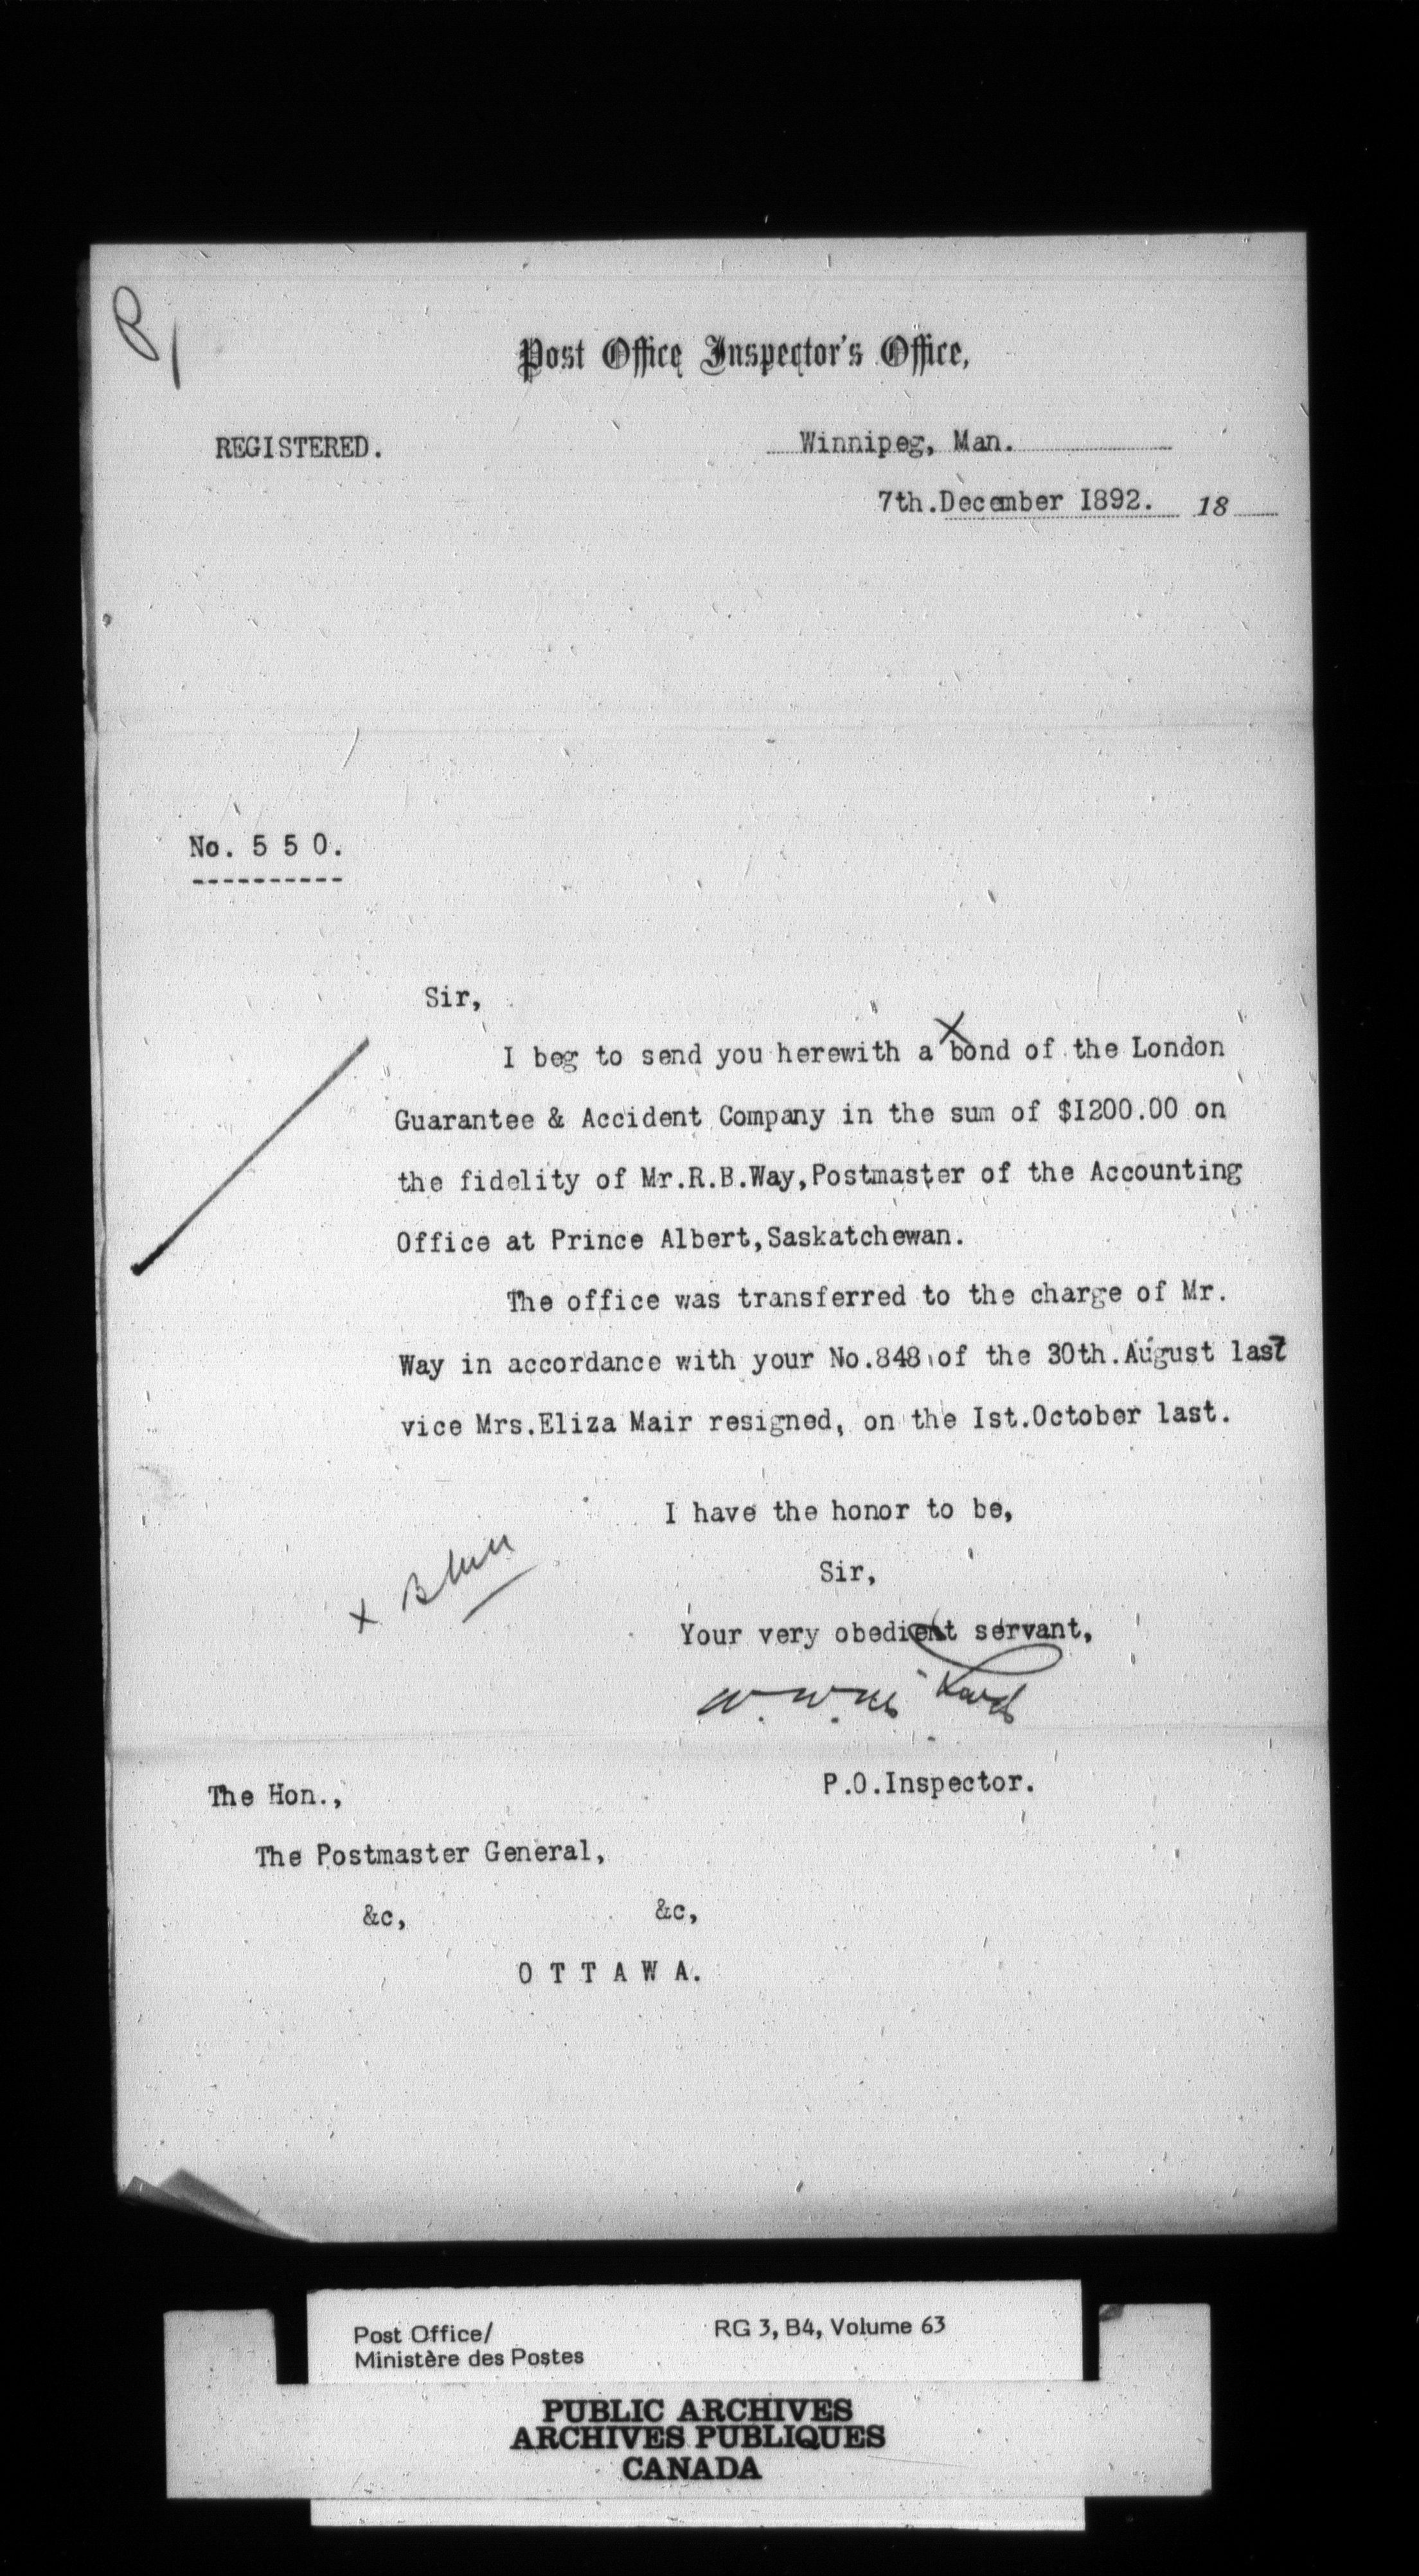 Post Office Inspector's Office,
REGISTERED.
Winnipeg, Man.
7th.December I892. 18
No. 5 5 0.
----------
Sir,
X
I beg to send you herewith a bond of the London
Guarantee & Accident Company in the sum of $I200.00 on
the fidelity of Mr.R.B.Way,Postmaster of the Accounting
Office at Prince Albert,Saskatchewan.
The office was transferred to the charge of Mr.
Way in accordance with your No.848 of the 30th.August last
vice Mrs.Eliza Mair resigned, on the Ist.October last.
I have the honor to be,
Sir,
x
Your very obedient servant,
W. W.
P.O.Inspector.
The Hon.,
The Postmaster General,
&c, &c,
O T T A W A.
Post Office/
Ministère des Postes
RG 3, B4, Volume 63
PUBLIC ARCHIVES
ARCHIVES PUBLIQUES
CANADA